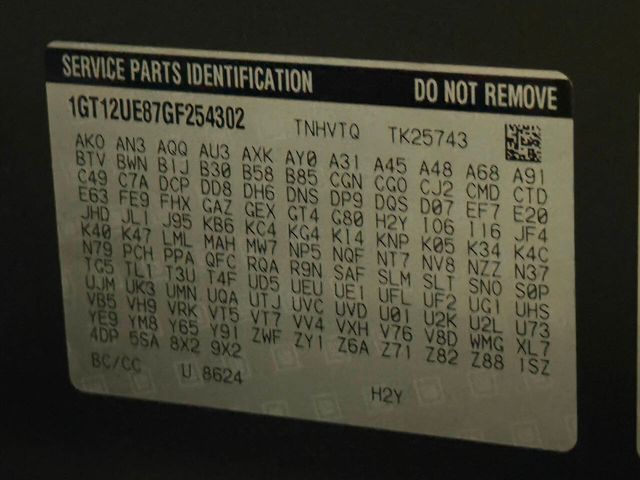 SERVICE PARTS IDENTIFICATION DO NOT REMOVE
1GT12UE87GF254302 TNHVTQ TK25743
AKO AN3 AQQ AU3 AXK AY0 A31 A45 A48 A68 A91
BTV BWN B1J B30 B58 B85 CGN CGO CJ2 CMD CTD
C49 C7A DCP DD8 DH6 DNS DP9 DQS D07 EF7 E20
E63 FE9 FHX GAZ GEX GT4 G80 H2Y IO6 I16 JF4
JHD JL1 J95 KB6 KC4 KG4 K14 KNP K05 K34 K4C
K40 K47 LML MAH MW7 NP5 NQF NT7 NV8 NZZ N37
N79 PCH PPA QFC RQA R9N SAF SLM SLT SNO S0P
TG5 TL1 T3U T4F UD5 UEU UE1 UFL UF2 UG1 UHS
UJM UK3 UMN UQA UTJ UVC UVD U01 U2K U2L U73
VB5 VH9 VRK VT5 VT7 VV4 VXH V76 V8D WMG XL7
YE9 YM8 Y65 Y91 ZWF ZY1 Z6A Z71 Z82 Z88 1SZ
4DP 5SA 8X2 9X2
BC/CC U 8624 H2Y